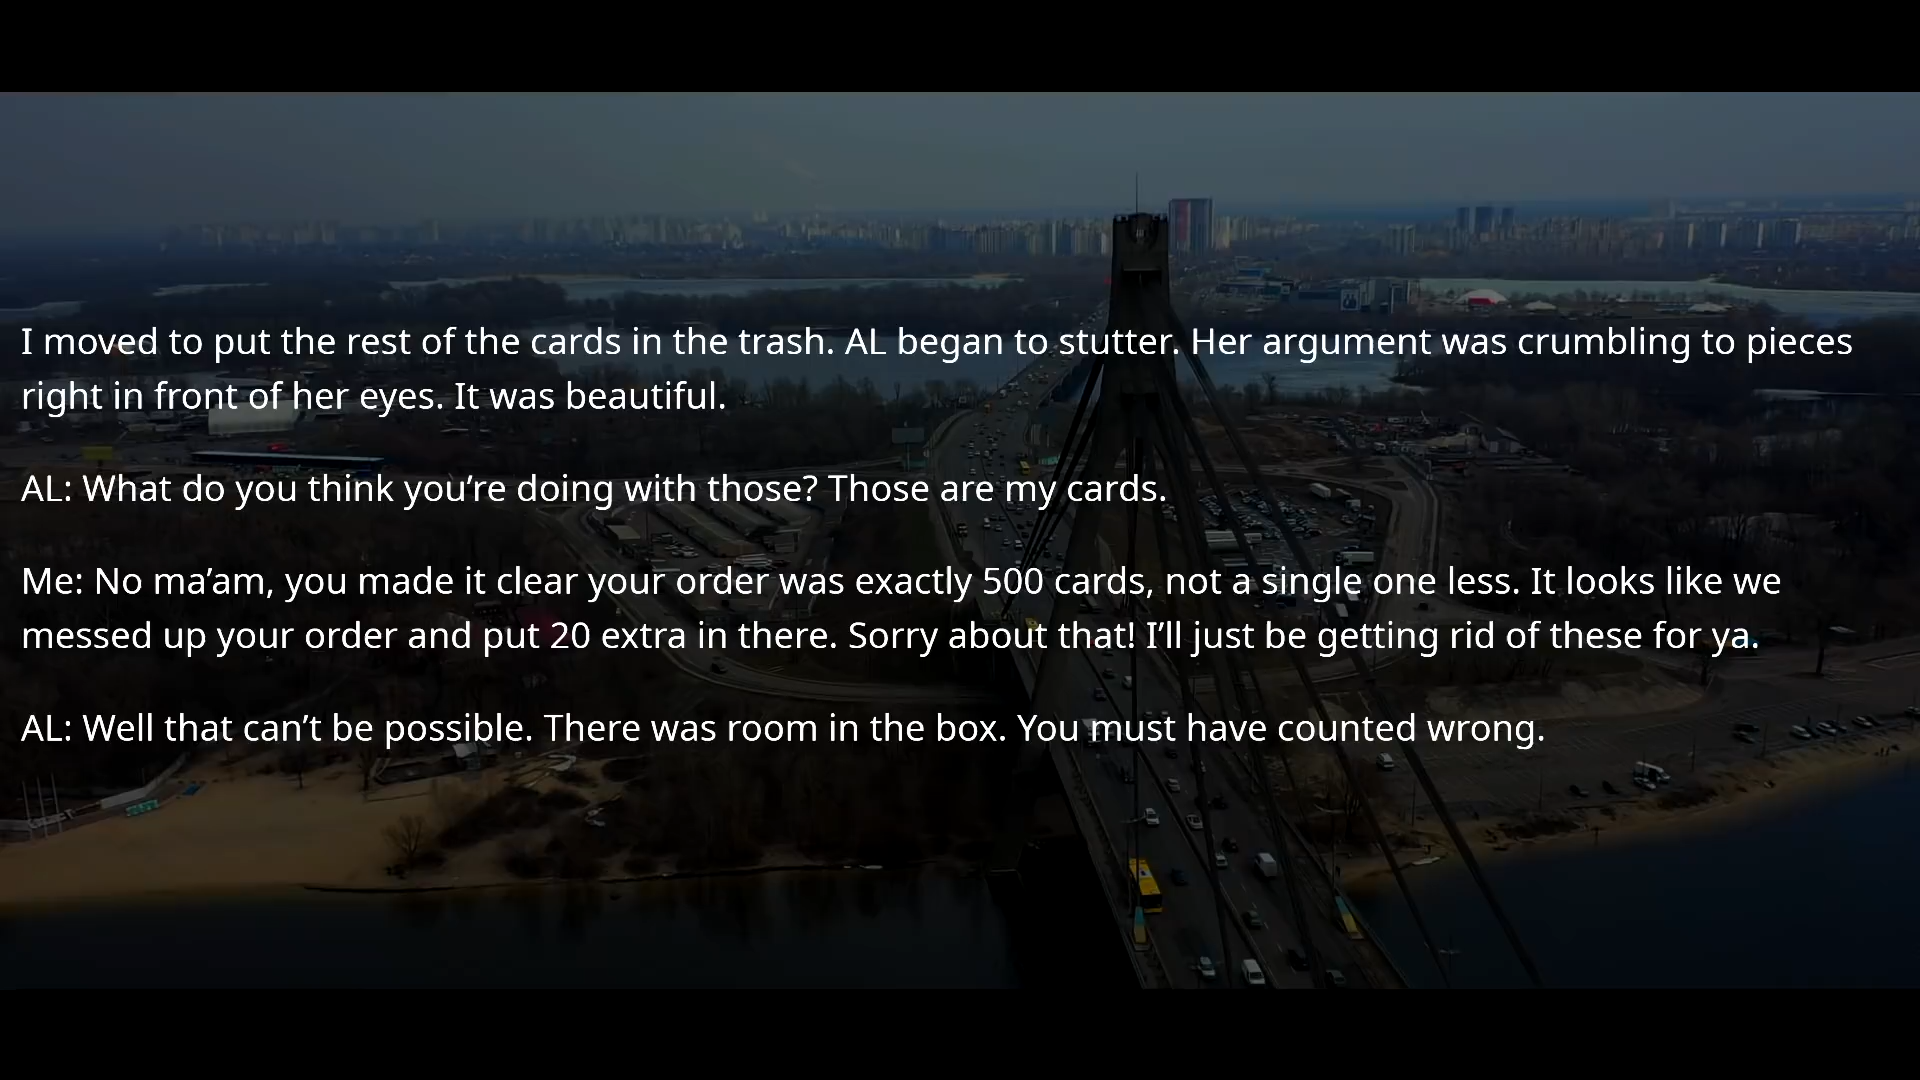 I moved to put the rest of the cards in the trash. AL began to stutter. Her argument was crumbling to pieces
right in front of her eyes. It was beautiful.
AL: What do you think you’re doing with those? Those are my cards.
Me: No ma’am, you made it clear your order was exactly 500 cards, not a single one less. It looks like we
messed up your order and put 20 extra in there. Sorry about that! I’ll just be getting rid of these for ya.
AL: Well that can’t be possible. There was room in the box. You must have counted wrong.